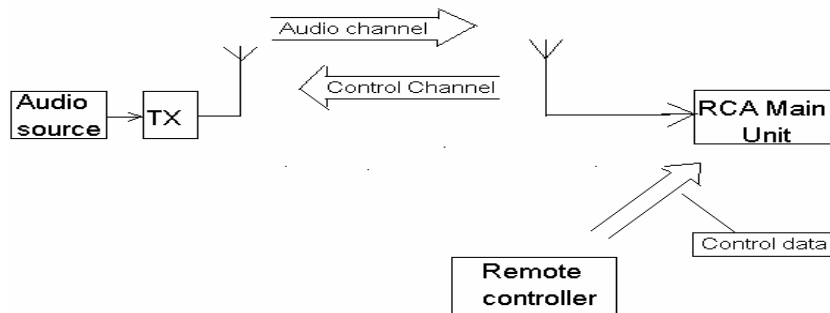 Audio channel
Control Channel
Audio
source
TX
RCA Main
Unit
Control data
Remote
controller